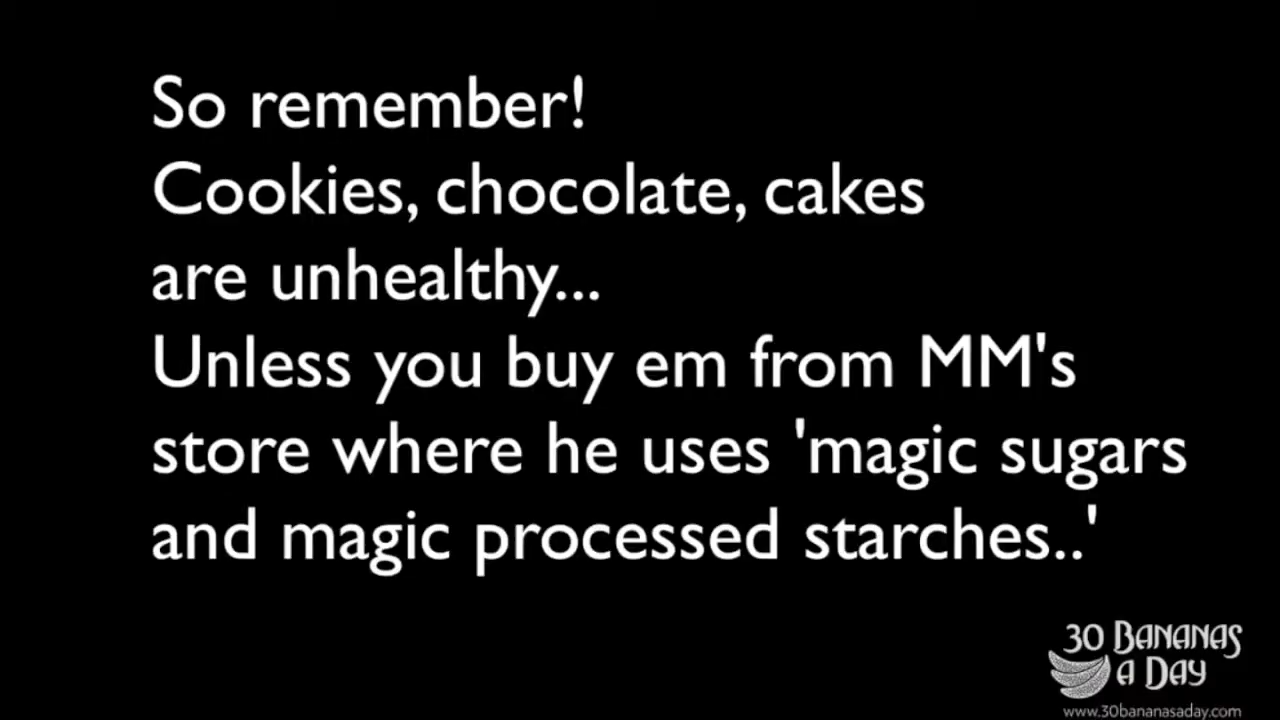 So remember!
Cookies, chocolate, cakes
are unhealthy...
Unless you buy em from MM's
store where he uses 'magic sugars
and magic processed starches..'
30 BANANAS
A DAY
www.30bananasaday.com